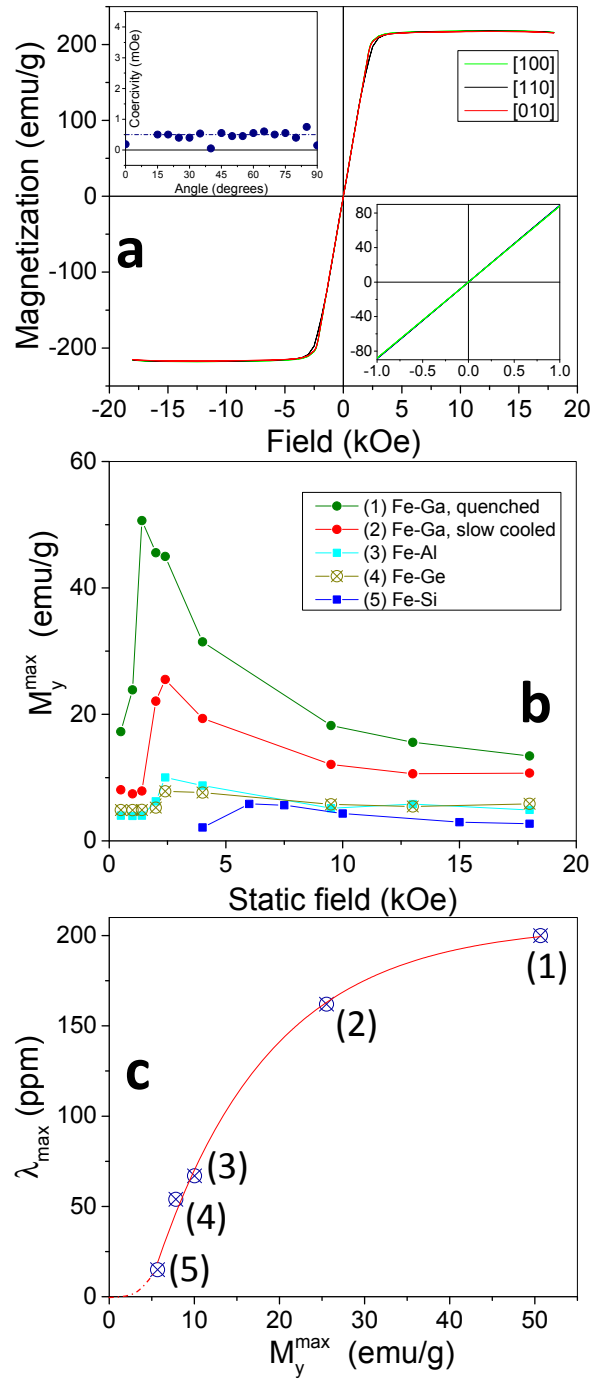 a
Magnetization (emu/g)
200
100
0
-100
-200
-20 -15 -10 -5 0 5 10 15 20
Field (kOe)
Coercivity (mOe)
4
3
2
1
0
0 15 30 45 60 75 90
Angle (degrees)
[100]
[110]
[010]
80
40
0
-40
-80
-1.0 -0.5 0.0 0.5 1.0
b
M_y^max (emu/g)
60
40
20
0
0 5 10 15 20
Static field (kOe)
(1) Fe-Ga, quenched
(2) Fe-Ga, slow cooled
(3) Fe-Al
(4) Fe-Ge
(5) Fe-Si
c
λ_max (ppm)
200
150
100
50
0
(1)
(2)
(3)
(4)
(5)
0 10 20 30 40 50
M_y^max (emu/g)